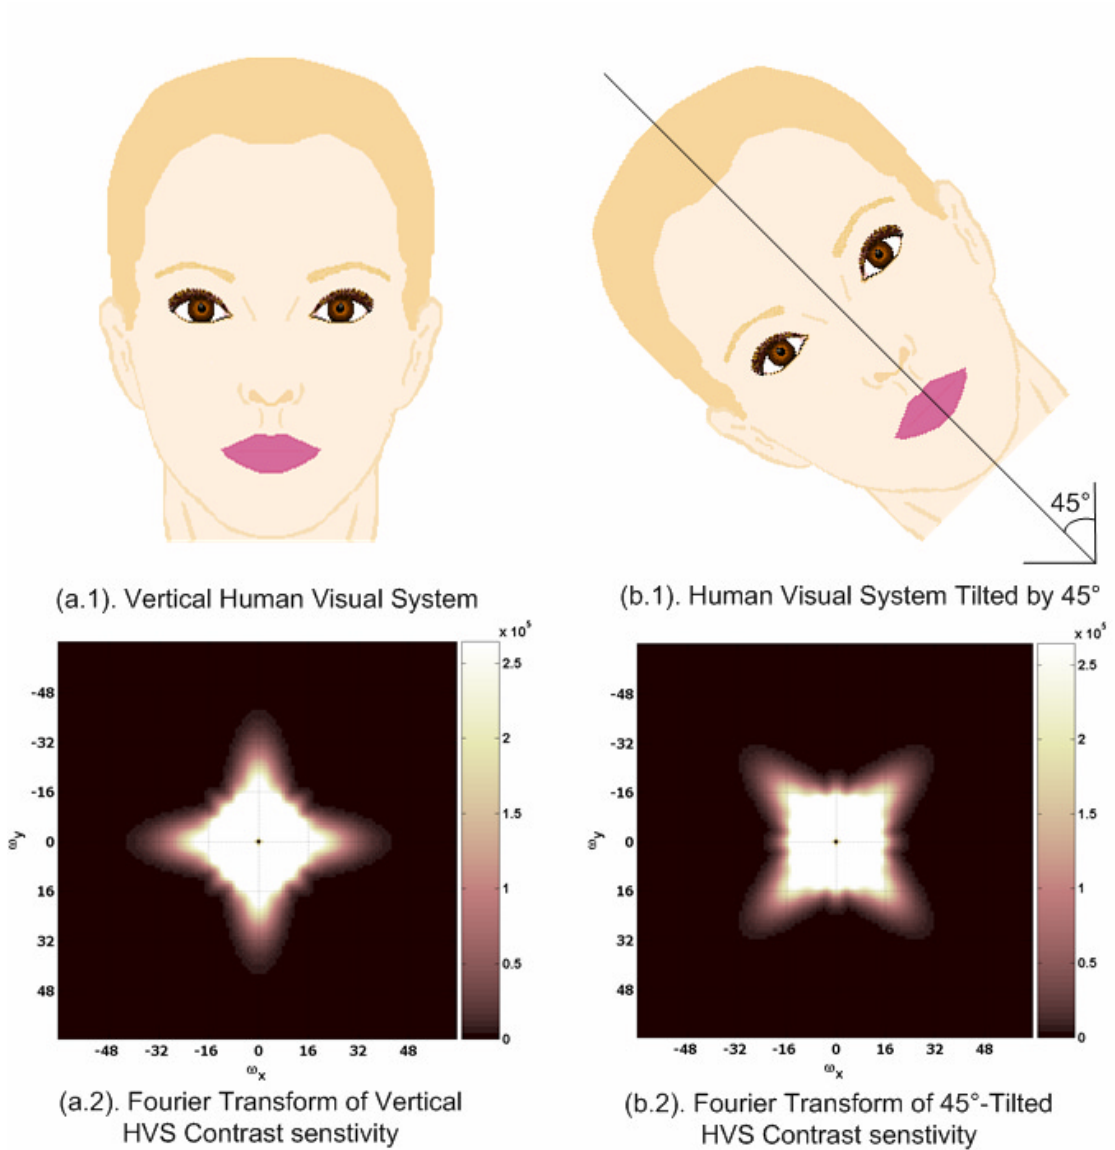 45°
(a.1). Vertical Human Visual System
(b.1). Human Visual System Tilted by 45°
x 10⁵
2.5
2
1.5
1
0.5
0
-48
-32
-16
0
16
32
48
ωy
-48 -32 -16 0 16 32 48
ωx
x 10⁵
2.5
2
1.5
1
0.5
0
-48
-32
-16
0
16
32
48
ωy
-48 -32 -16 0 16 32 48
ωx
(a.2). Fourier Transform of Vertical
HVS Contrast senstivity
(b.2). Fourier Transform of 45°-Tilted
HVS Contrast senstivity